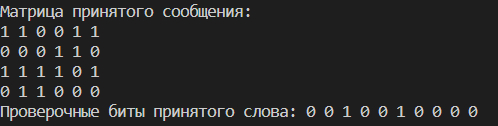 Матрица принятого сообщения:
1 1 0 0 1 1
0 0 0 1 1 0
1 1 1 1 0 1
0 1 1 0 0 0
Проверочные биты принятого слова: 0 0 1 0 0 1 0 0 0 0